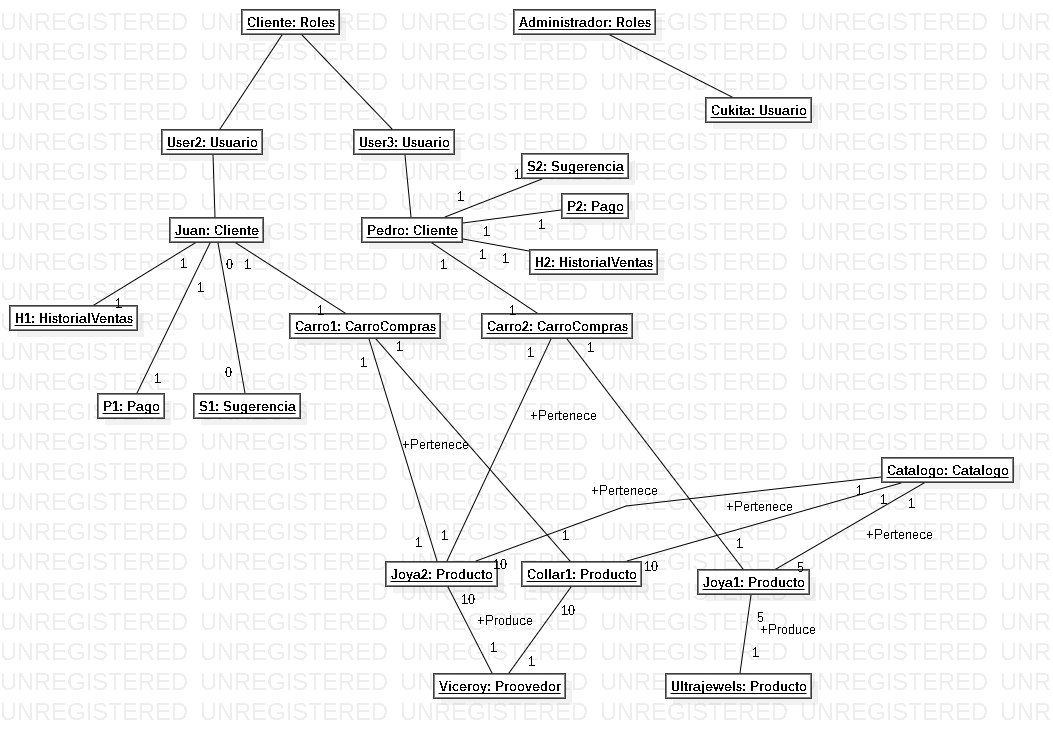 Cliente: Roles
Administrador: Roles
Cukita: Usuario
User2: Usuario
User3: Usuario
S2: Sugerencia
1
1
P2: Pago
1
1
Juan: Cliente
Pedro: Cliente
H2: HistorialVentas
1
1
1
0
1
1
1
1
1
1
H1: HistorialVentas
Carro1: CarroCompras
Carro2: CarroCompras
1
1
1
1
0
1
P1: Pago
S1: Sugerencia
+Pertenece
+Pertenece
Catalogo: Catalogo
+Pertenece
1
1
1
+Pertenece
+Pertenece
1
1
1
1
10
10
5
Joya2: Producto
Collar1: Producto
Joya1: Producto
10
10
5
+Produce
+Produce
1
1
1
Viceroy: Proovedor
Ultrajewels: Producto
UNREGISTERED